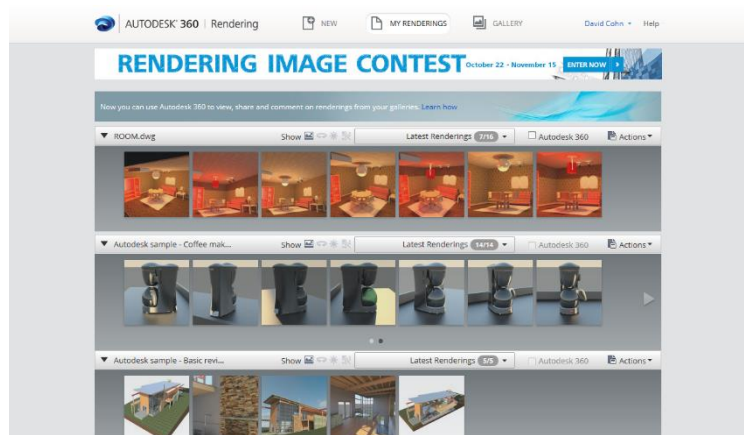 AUTODESK® 360 | Rendering NEW MY RENDERINGS GALLERY David Cohn Help
RENDERING IMAGE CONTEST October 22 - November 15 ENTER NOW
Now you can use Autodesk 360 to view, share and comment on renderings from your galleries. Learn how
ROOM.dwg Show Latest Renderings 7/16 Autodesk 360 Actions
Autodesk sample - Coffee mak... Show Latest Renderings 14/14 Autodesk 360 Actions
Autodesk sample - Basic revi... Show Latest Renderings 5/5 Autodesk 360 Actions